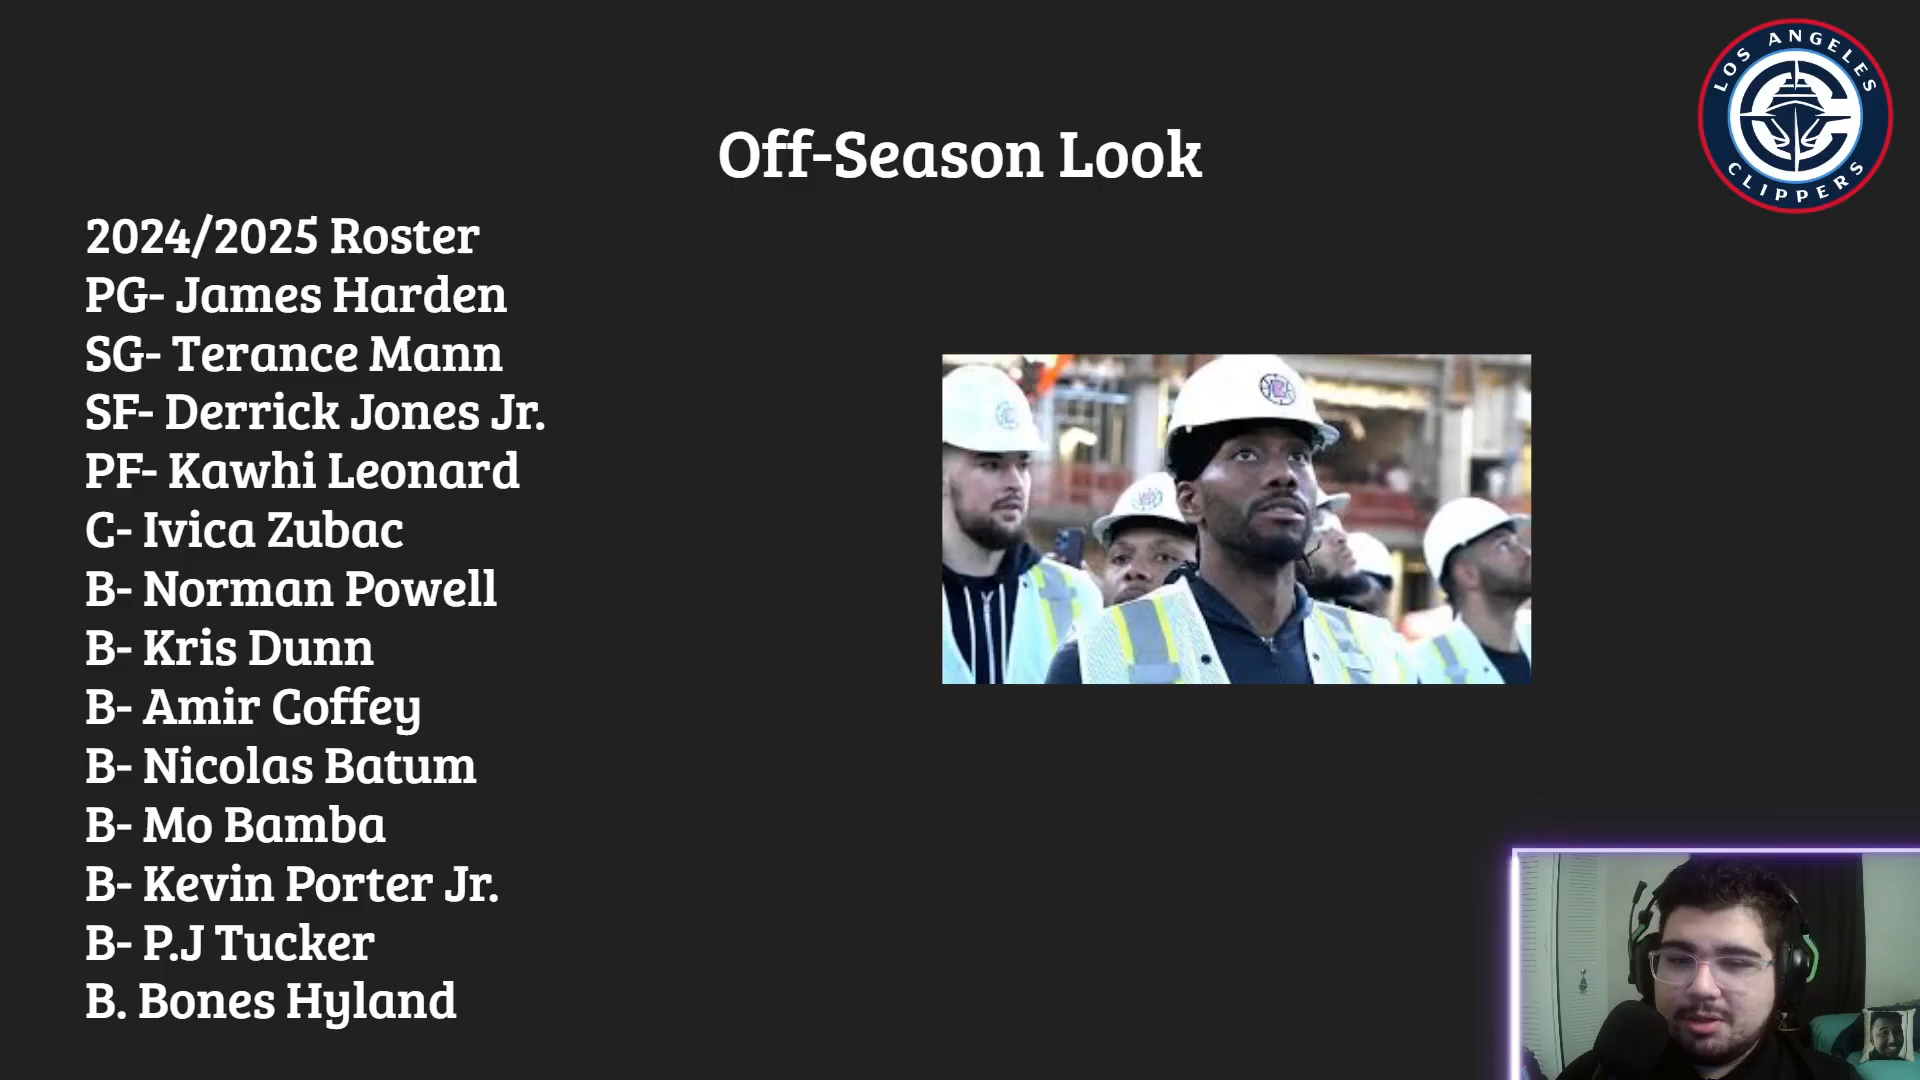 LOS ANGELES
CLIPPERS
Off-Season Look
2024/2025 Roster
PG- James Harden
SG- Terance Mann
SF- Derrick Jones Jr.
PF- Kawhi Leonard
C- Ivica Zubac
B- Norman Powell
B- Kris Dunn
B- Amir Coffey
B- Nicolas Batum
B- Mo Bamba
B- Kevin Porter Jr.
B- P.J Tucker
B. Bones Hyland